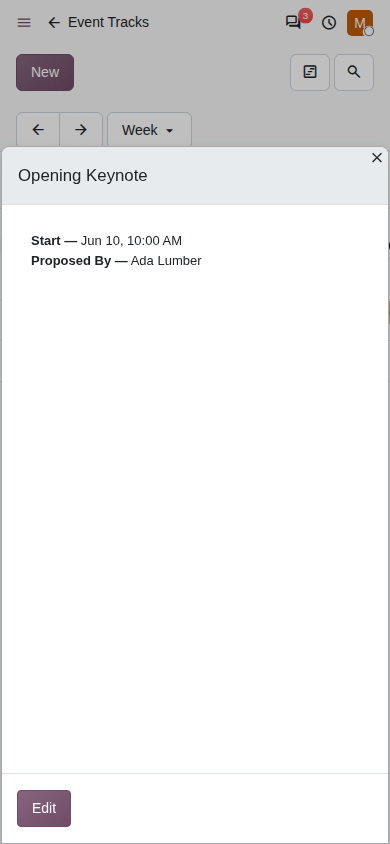 Event Tracks
3
M
New
Week
Opening Keynote
Start — Jun 10, 10:00 AM
Proposed By — Ada Lumber
Edit